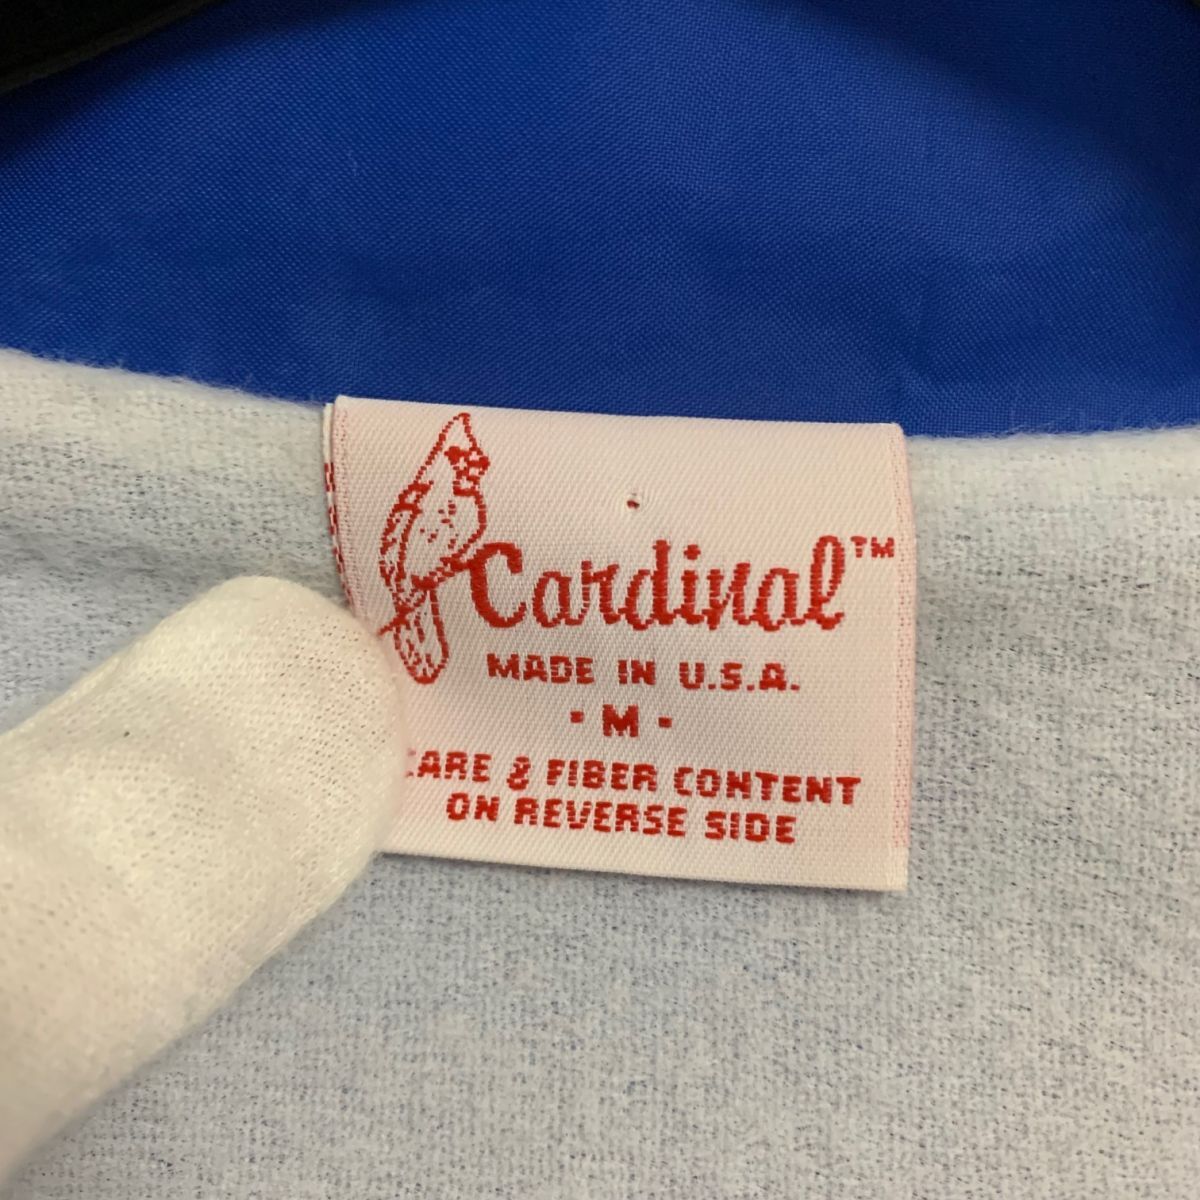 Cardinal™
MADE IN U.S.A.
- M -
CARE & FIBER CONTENT
ON REVERSE SIDE